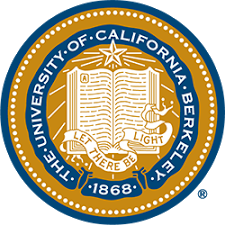 THE·UNIVERSITY·OF·CALIFORNIA·BERKELEY·
·1868·
A
LET THERE BE LIGHT
®